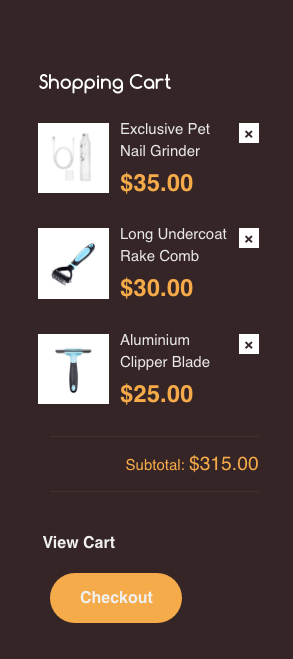 Shopping Cart
Exclusive Pet
Nail Grinder
×
$35.00
Long Undercoat
Rake Comb
×
$30.00
Aluminium
Clipper Blade
×
$25.00
Subtotal: $315.00
View Cart
Checkout